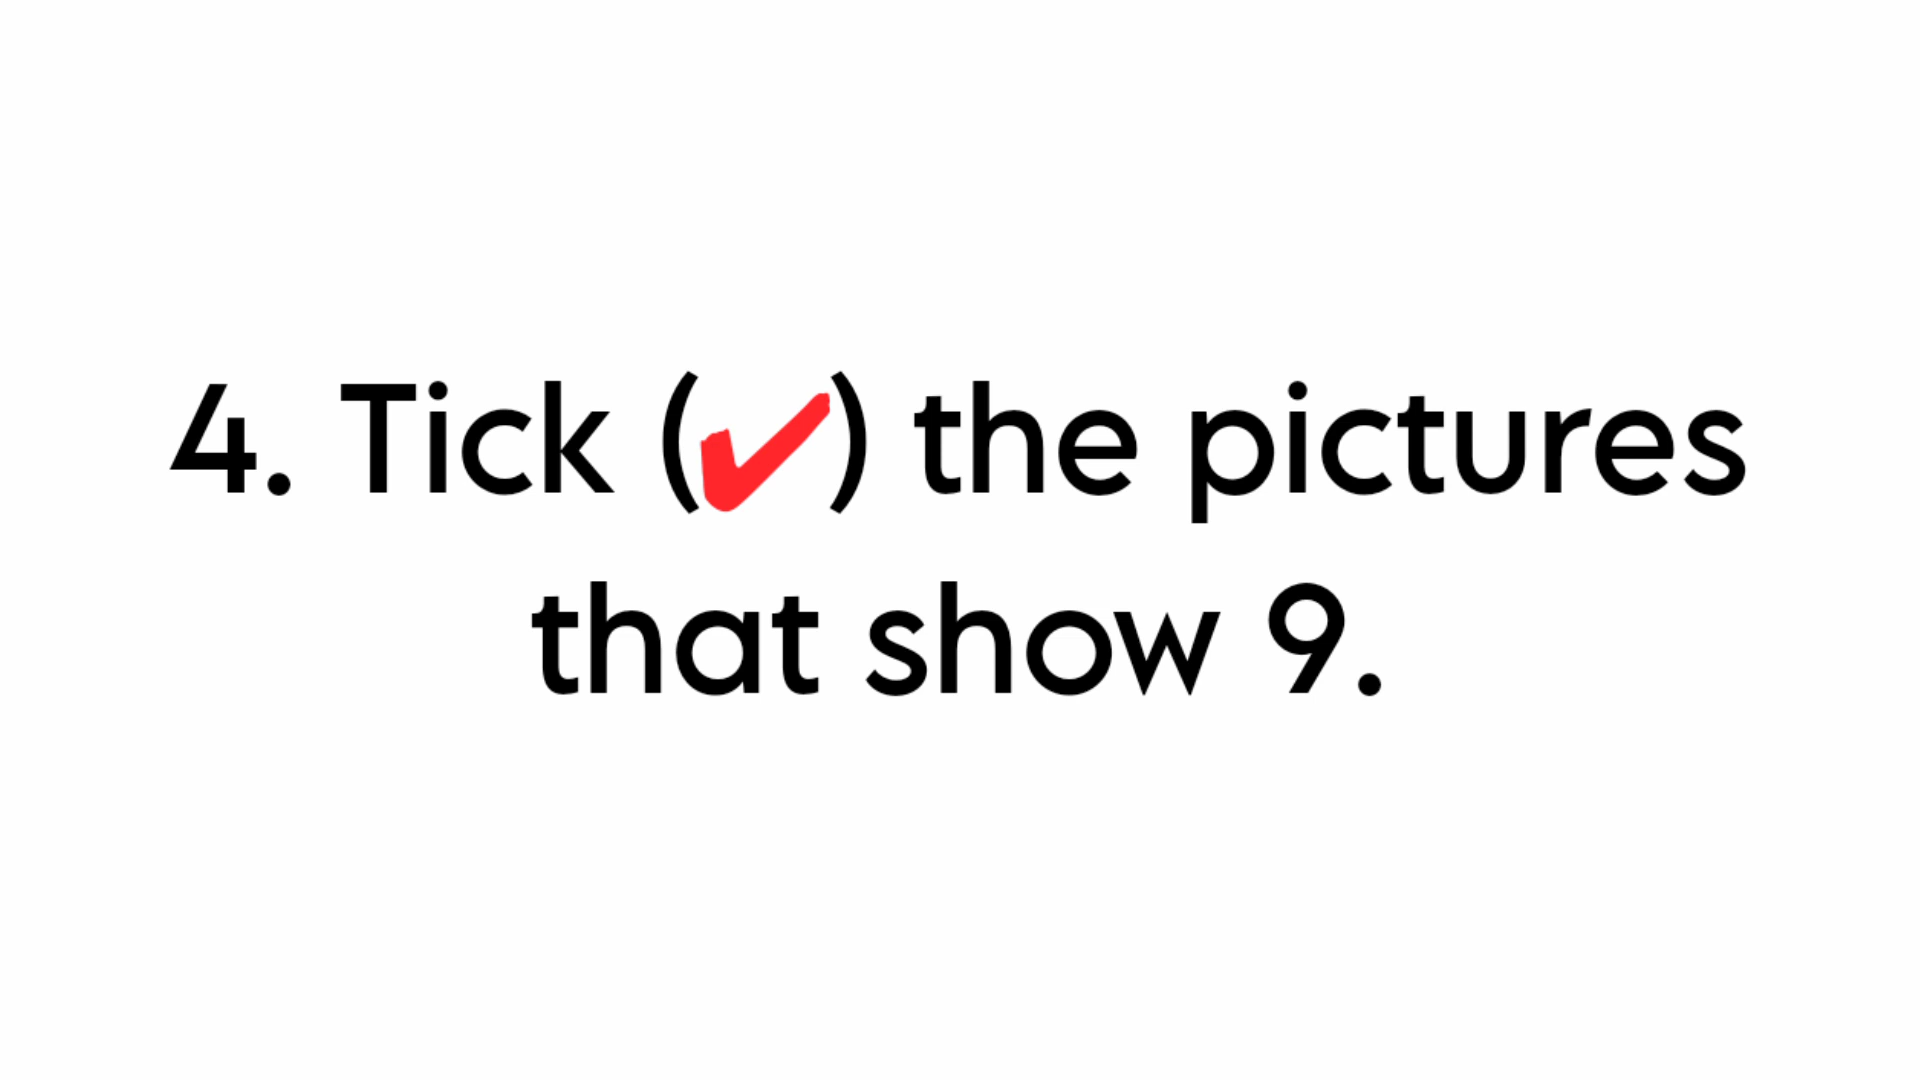 4. Tick (✔) the pictures
that show 9.